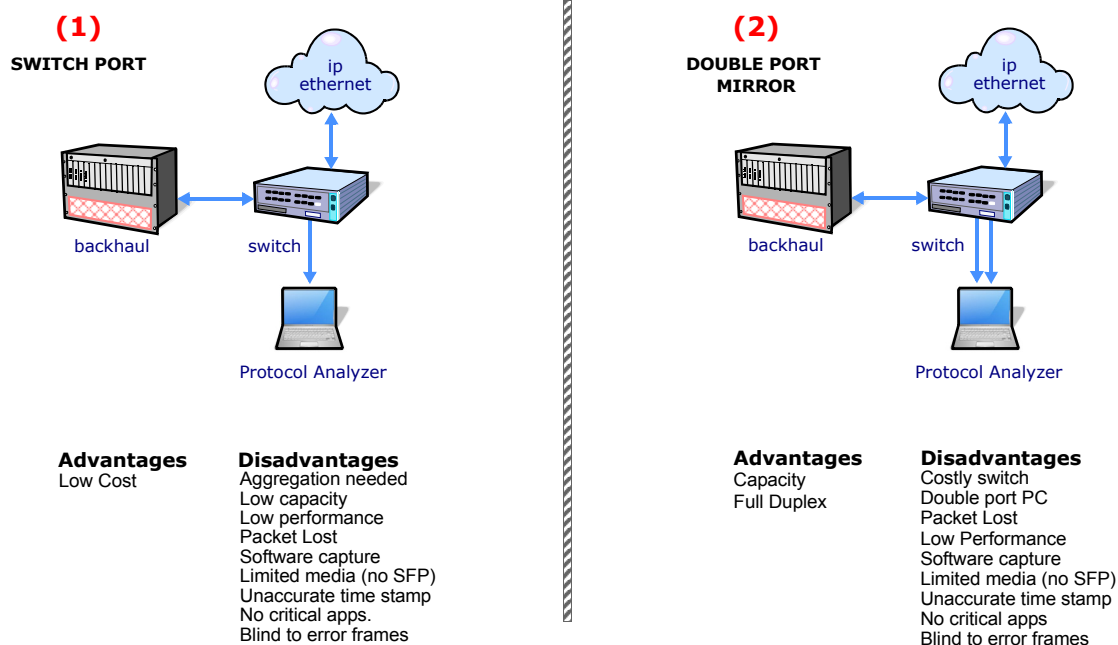 (1)
SWITCH PORT
ip
ethernet
backhaul
switch
Protocol Analyzer
Advantages
Low Cost
Disadvantages
Aggregation needed
Low capacity
Low performance
Packet Lost
Software capture
Limited media (no SFP)
Unaccurate time stamp
No critical apps.
Blind to error frames
(2)
DOUBLE PORT
MIRROR
ip
ethernet
backhaul
switch
Protocol Analyzer
Advantages
Capacity
Full Duplex
Disadvantages
Costly switch
Double port PC
Packet Lost
Low Performance
Software capture
Limited media (no SFP)
Unaccurate time stamp
No critical apps
Blind to error frames